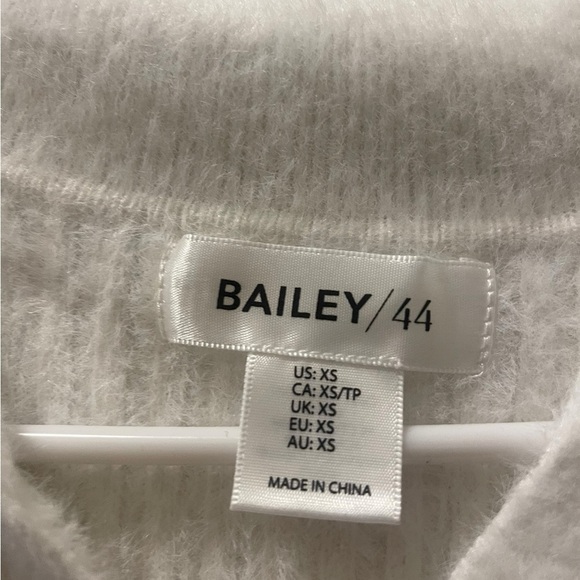 BAILEY/44
US: XS
CA: XS/TP
UK: XS
EU: XS
AU: XS
MADE IN CHINA